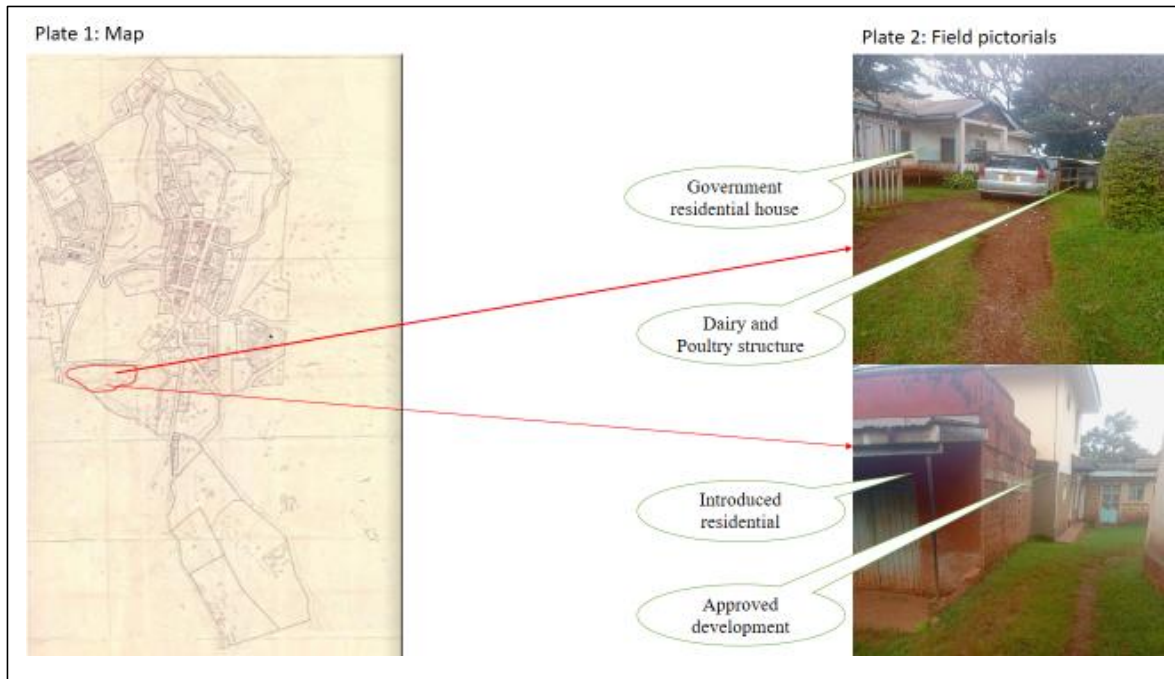 Plate 1: Map
Plate 2: Field pictorials
Government
residential house
Dairy and
Poultry structure
Introduced
residential
Approved
development